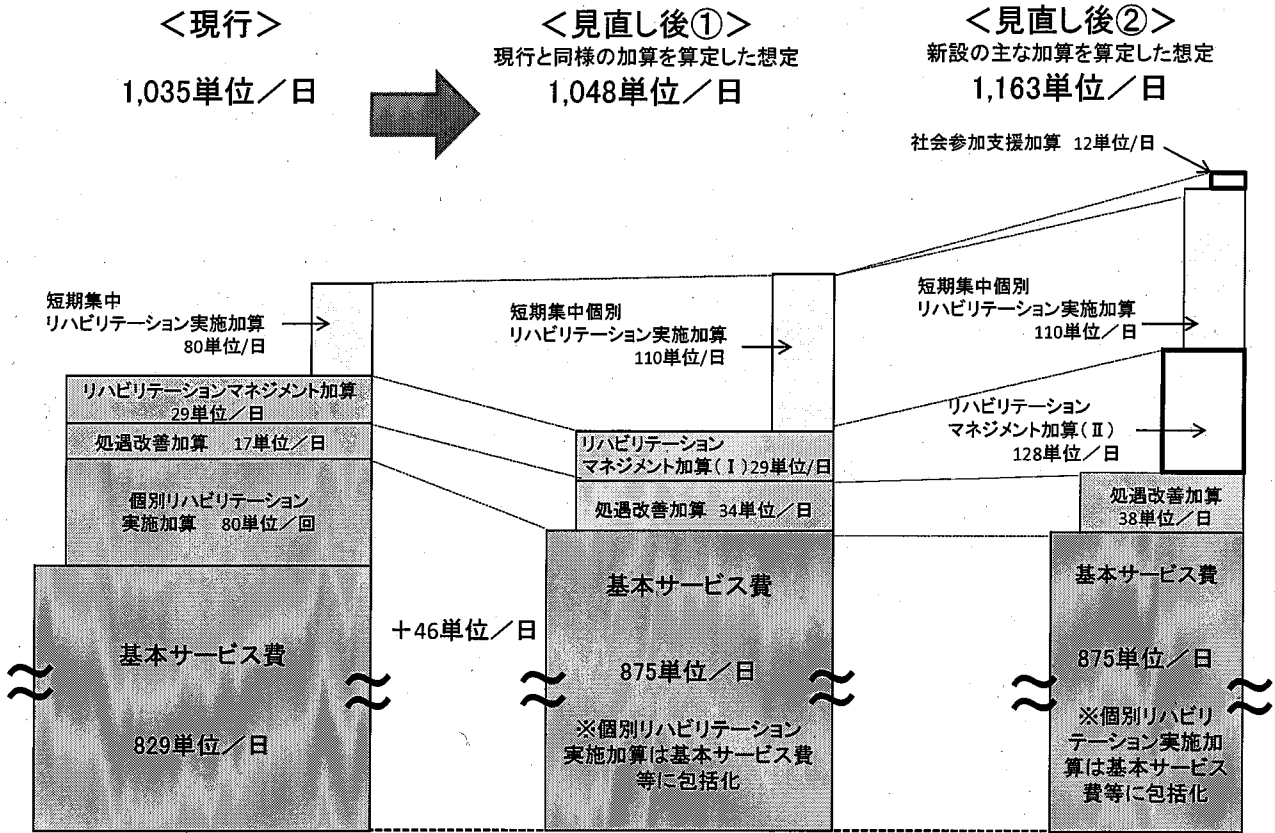 ＜現行＞
1,035単位／日
＜見直し後①＞
現行と同様の加算を算定した想定
1,048単位／日
＜見直し後②＞
新設の主な加算を算定した想定
1,163単位／日
社会参加支援加算 12単位/日
短期集中
リハビリテーション実施加算
80単位/日
リハビリテーションマネジメント加算
29単位／日
処遇改善加算 17単位／日
個別リハビリテーション
実施加算 80単位／回
基本サービス費
829単位／日
＋46単位／日
短期集中個別
リハビリテーション実施加算
110単位/日
リハビリテーション
マネジメント加算(Ⅰ)29単位/日
処遇改善加算 34単位／日
基本サービス費
875単位／日
※個別リハビリテーション
実施加算は基本サービス費
等に包括化
短期集中個別
リハビリテーション実施加算
110単位／日
リハビリテーション
マネジメント加算(Ⅱ)
128単位／日
処遇改善加算
38単位／日
基本サービス費
875単位／日
※個別リハビリ
テーション実施加
算は基本サービス
費等に包括化